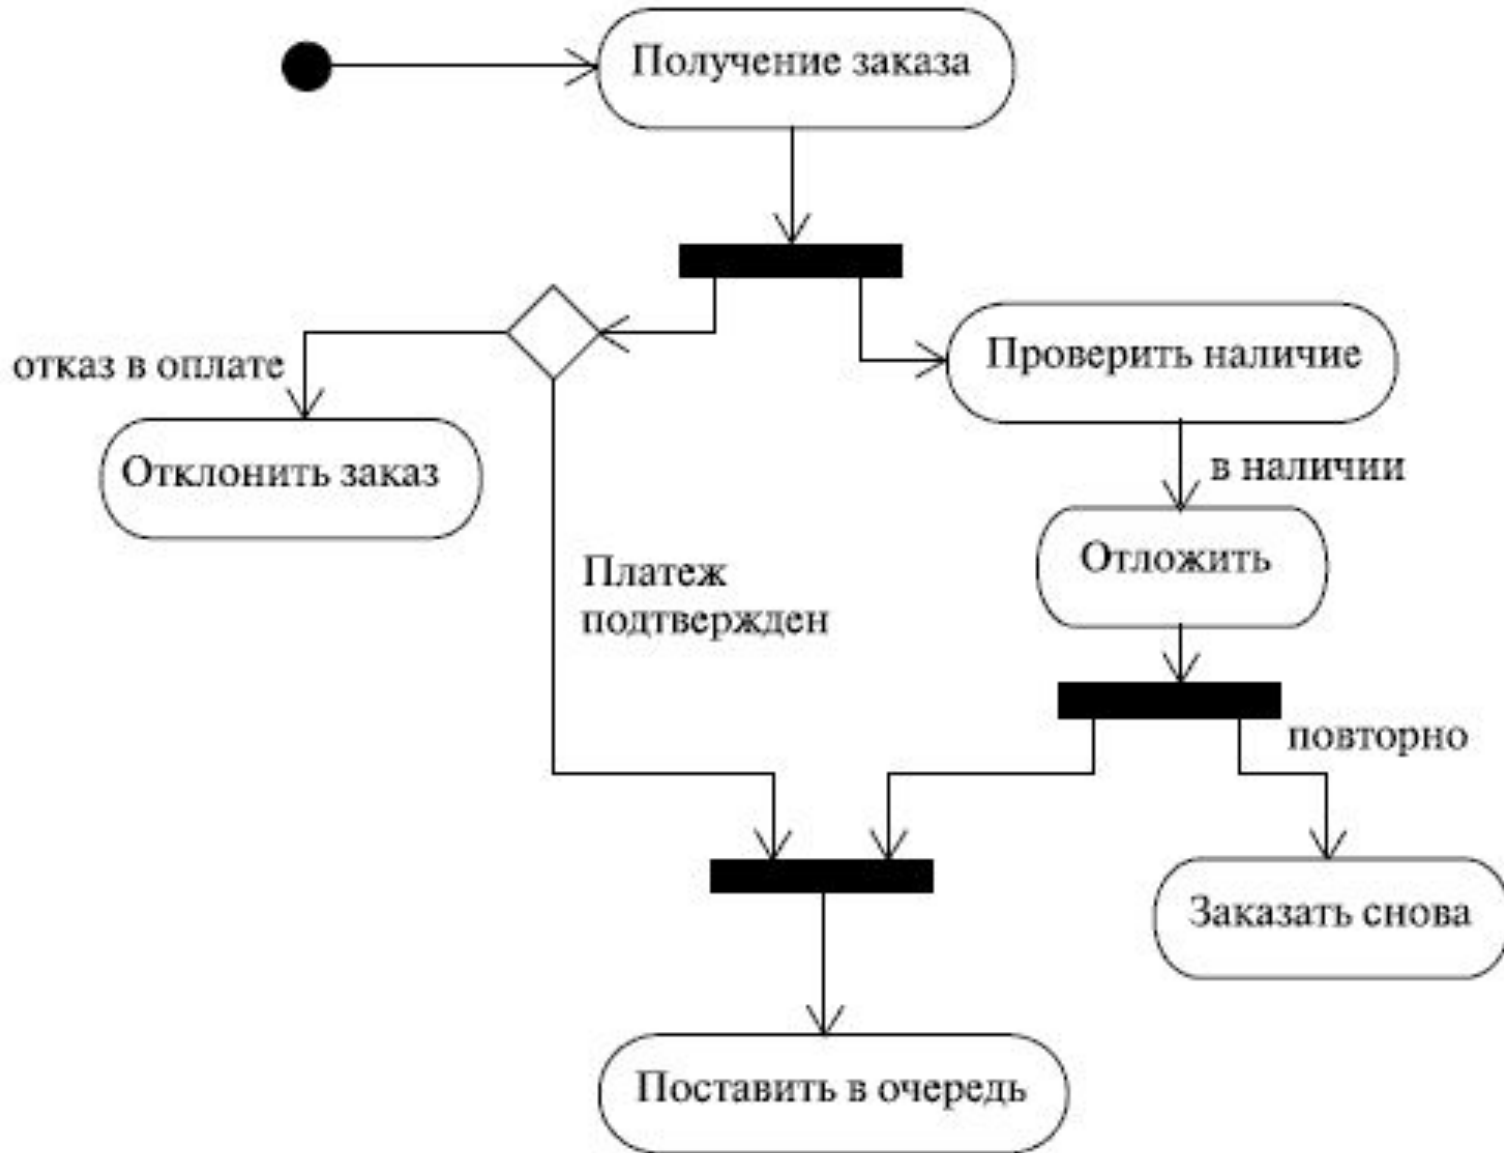 Получение заказа
отказ в оплате
Проверить наличие
Отклонить заказ
в наличии
Отложить
Платеж
подтвержден
повторно
Заказать снова
Поставить в очередь